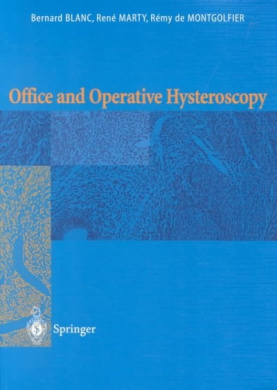 Bernard BLANC, René MARTY, Rémy de MONTGOLFIER
Office and Operative Hysteroscopy
Springer